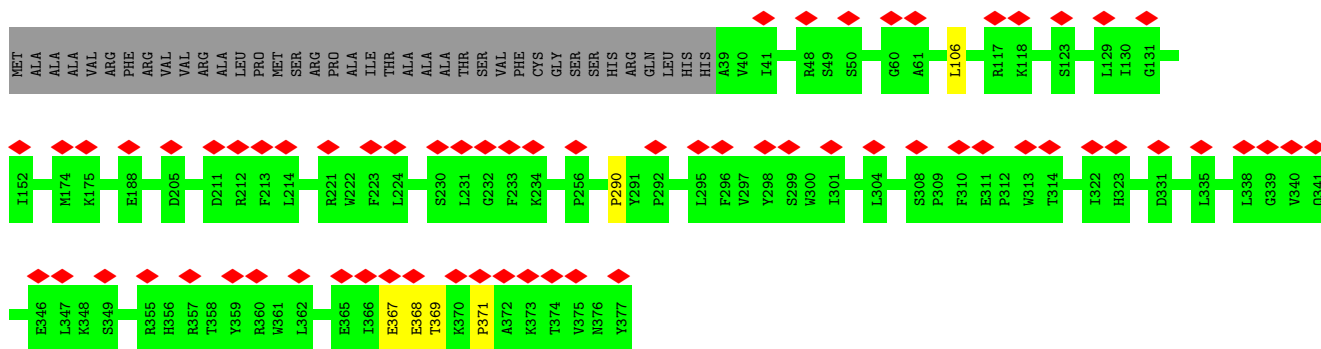 MET ALA ALA ALA VAL ARG PHE ARG VAL VAL ARG ALA LEU PRO MET SER ARG PRO ALA ILE THR ALA ALA ALA THR SER VAL PHE CYS GLY SER SER HIS ARG GLN LEU HIS HIS A39 V40 I41 R48 S49 S50 G60 A61 L106 R117 K118 S123 L129 I130 G131
I152 M174 K175 E188 D205 D211 R212 F213 L214 R221 W222 F223 L224 S230 L231 G232 F233 K234 P256 P290 Y291 P292 L295 F296 V297 Y298 S299 W300 I301 L304 S308 P309 F310 E311 P312 W313 T314 I322 H323 D331 L335 L338 G339 V340 Q341
E346 L347 K348 S349 R355 H356 R357 T358 Y359 R360 W361 L362 E365 I366 E367 E368 T369 K370 P371 A372 K373 T374 V375 N376 Y377